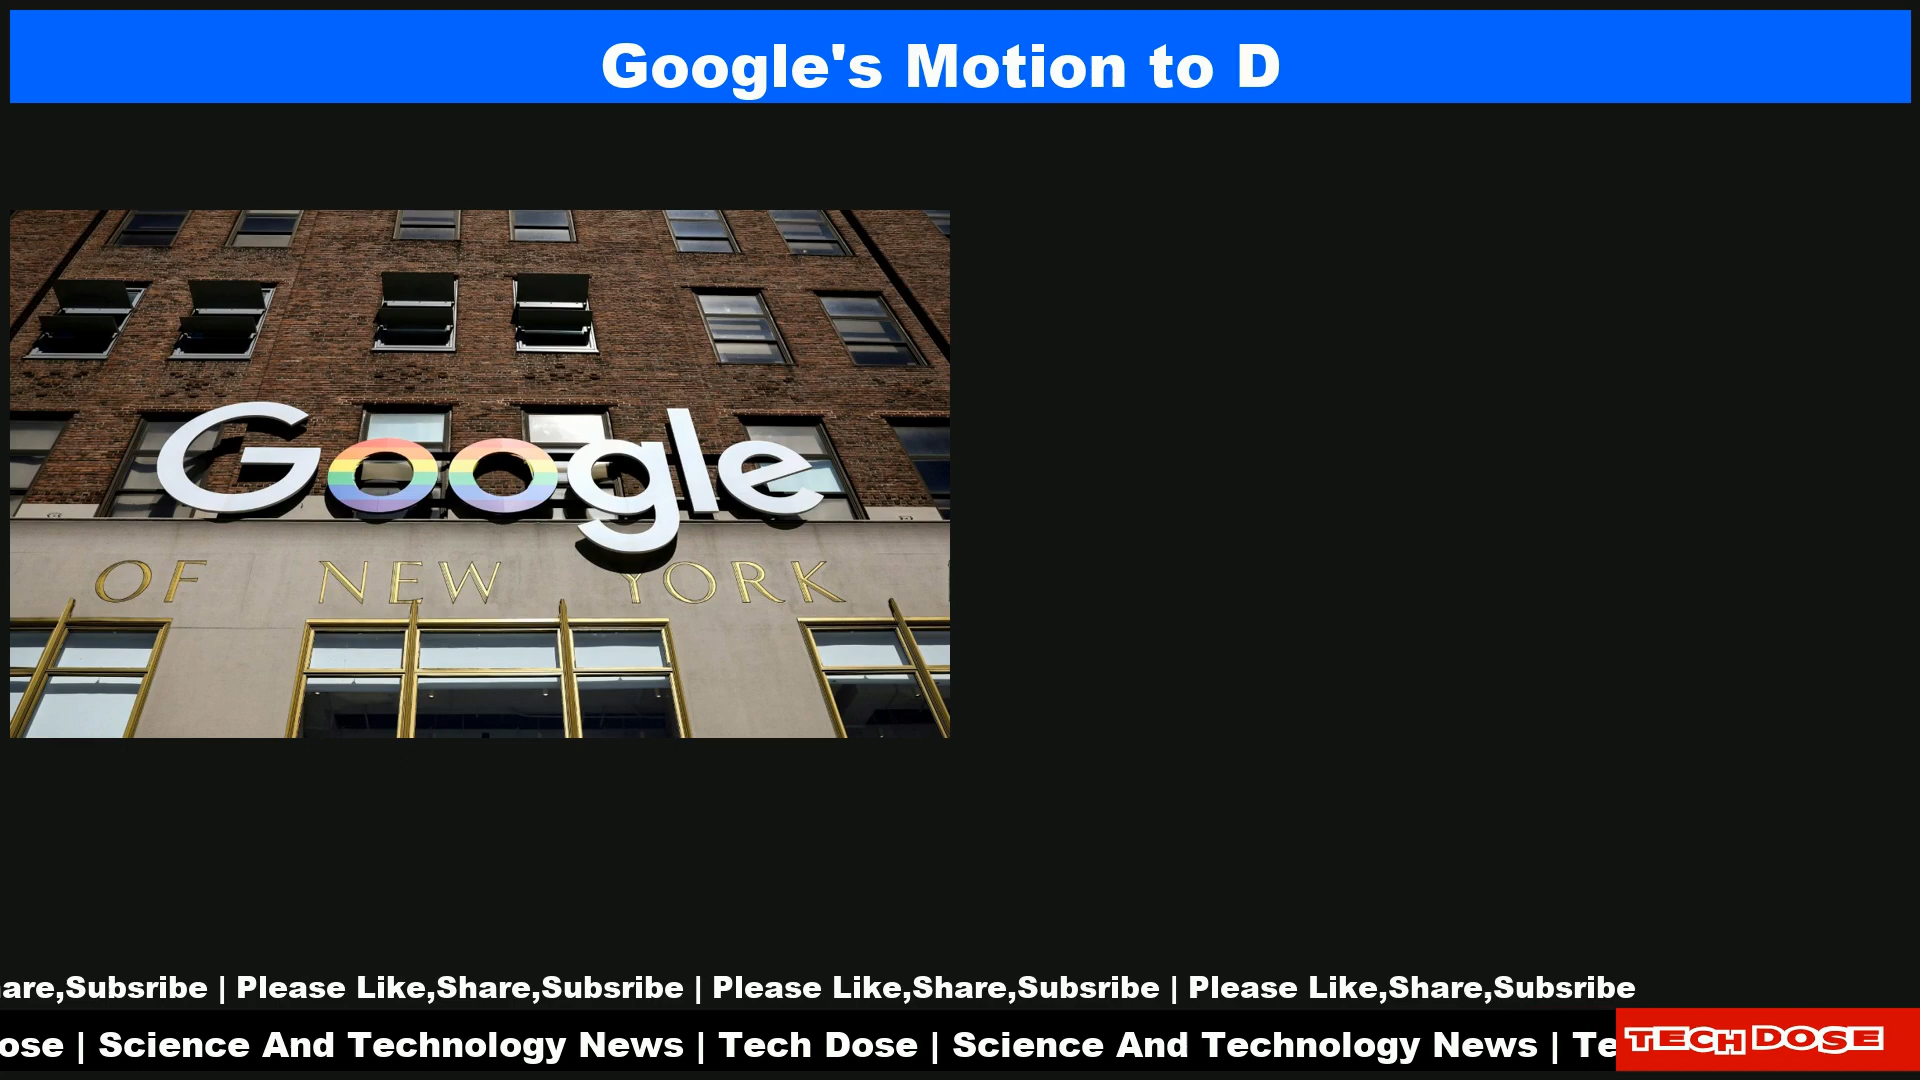 Google's Motion to D
Google
OF NEW YORK
are,Subsribe | Please Like,Share,Subsribe | Please Like,Share,Subsribe | Please Like,Share,Subsribe
ose | Science And Technology News | Tech Dose | Science And Technology News | Te
TECH DOSE